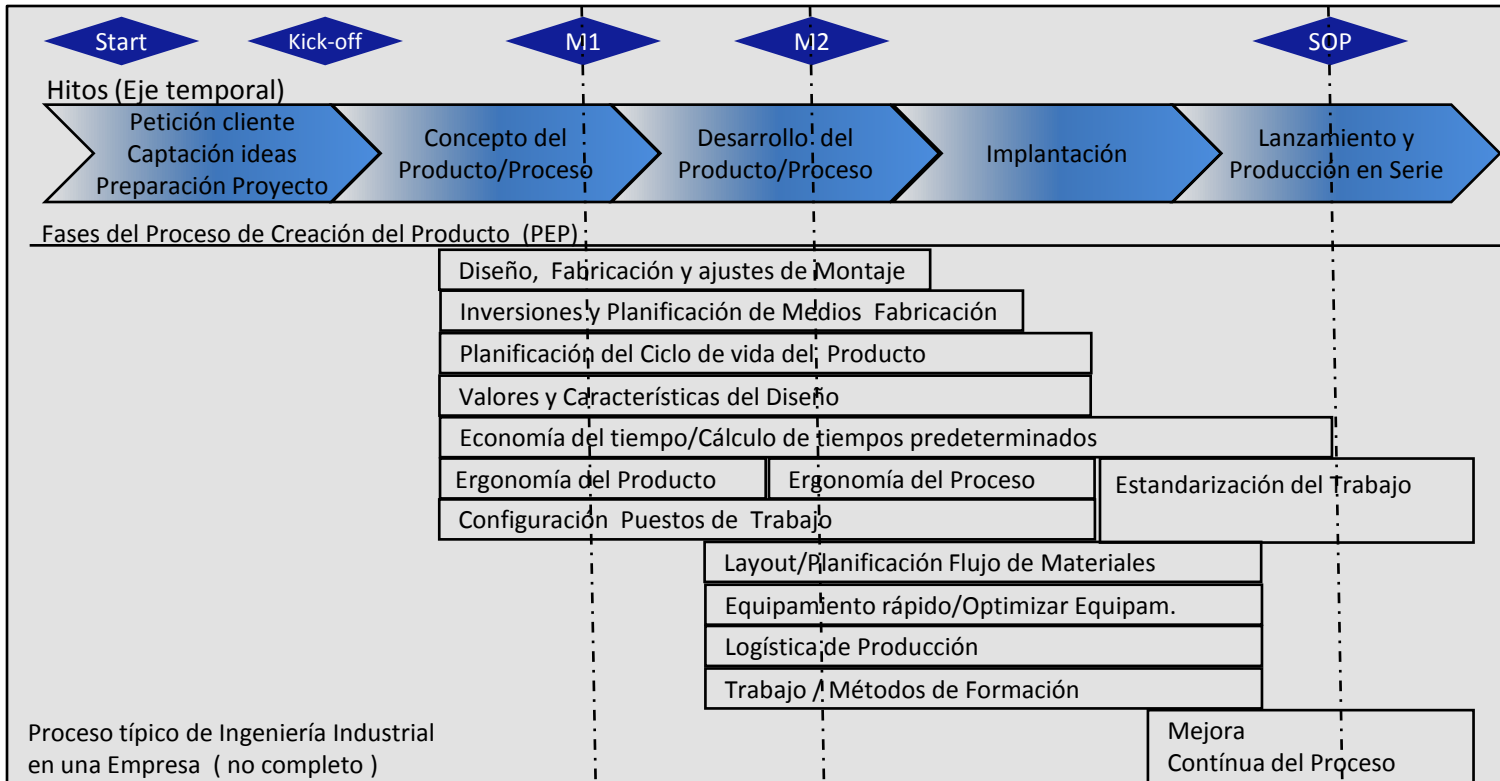 Start
Kick-off
M1
M2
SOP
Hitos (Eje temporal)
Petición cliente
Captación ideas
Preparación Proyecto
Concepto del
Producto/Proceso
Desarrollo del
Producto/Proceso
Implantación
Lanzamiento y
Producción en Serie
Fases del Proceso de Creación del Producto (PEP)
Diseño, Fabricación y ajustes de Montaje
Inversiones y Planificación de Medios Fabricación
Planificación del Ciclo de vida del Producto
Valores y Características del Diseño
Economía del tiempo/Cálculo de tiempos predeterminados
Ergonomía del Producto
Ergonomía del Proceso
Estandarización del Trabajo
Configuración Puestos de Trabajo
Layout/Planificación Flujo de Materiales
Equipamiento rápido/Optimizar Equipam.
Logística de Producción
Trabajo / Métodos de Formación
Mejora
Contínua del Proceso
Proceso típico de Ingeniería Industrial
en una Empresa ( no completo )